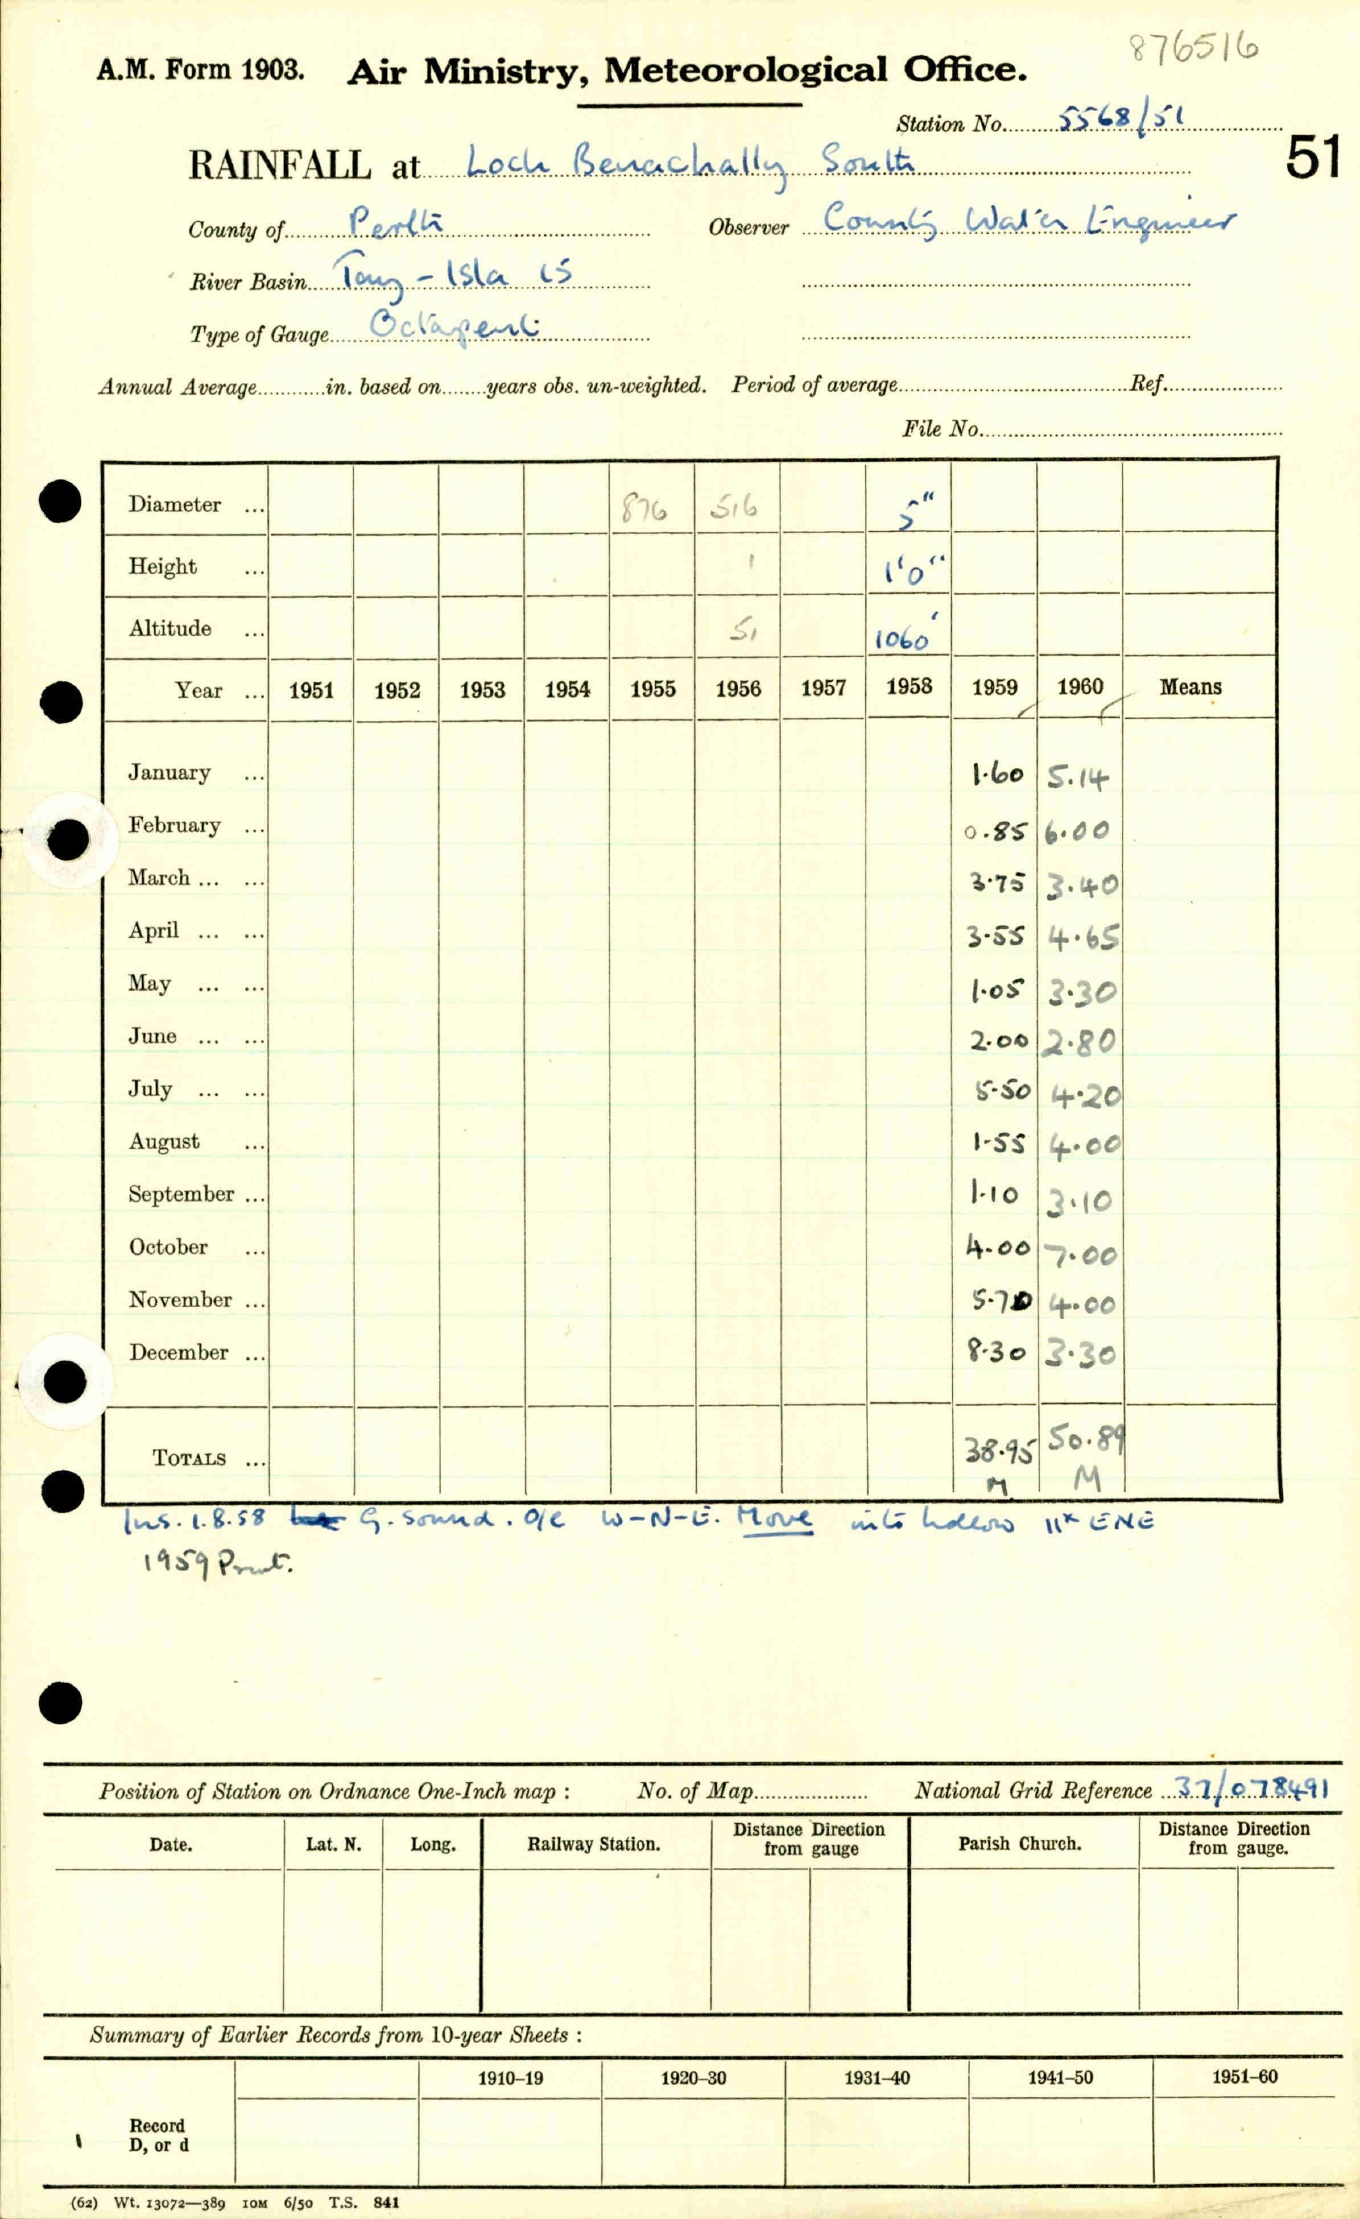 876516
A.M. Form 1903. Air Ministry, Meteorological Office.
Station No. 5568/51
51
RAINFALL at Loch Benachally South
County of Perth Observer County Water Engineer
River Basin Tay - Isla 15
Type of Gauge Octapent
Annual Average in. based on years obs. un-weighted. Period of average Ref.
File No.
Diameter ... 876 516 5"
Height ... 1 1'0"
Altitude ... 51 1060'
Year ... 1951 1952 1953 1954 1955 1956 1957 1958 1959 1960 Means
January ... 1.60 5.14
February ... 0.85 6.00
March ... ... 3.75 3.40
April ... ... 3.55 4.65
May ... ... 1.05 3.30
June ... ... 2.00 2.80
July ... ... 5.50 4.20
August ... 1.55 4.00
September ... 1.10 3.10
October ... 4.00 7.00
November ... 5.70 4.00
December ... 8.30 3.30
TOTALS ... 38.95 50.89
M M
Ins. 1.8.58 G. sound. O/e W-N-E. Move into hollow 11x ENE
1959 Print.
Position of Station on Ordnance One-Inch map : No. of Map National Grid Reference 37/078491
Date. Lat. N. Long. Railway Station. Distance Direction from gauge Parish Church. Distance Direction from gauge.
Summary of Earlier Records from 10-year Sheets :
1910–19 1920–30 1931–40 1941–50 1951–60
Record
D, or d
(62) Wt. 13072—389 10M 6/50 T.S. 841